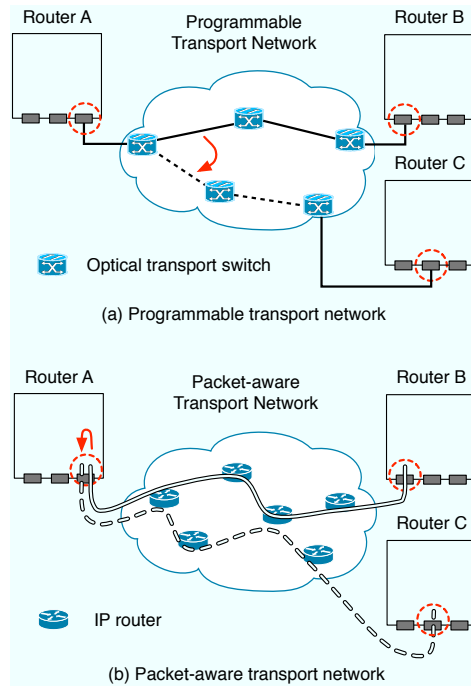 Router A
Programmable
Transport Network
Router B
Router C
Optical transport switch
(a) Programmable transport network
Router A
Packet-aware
Transport Network
Router B
Router C
IP router
(b) Packet-aware transport network